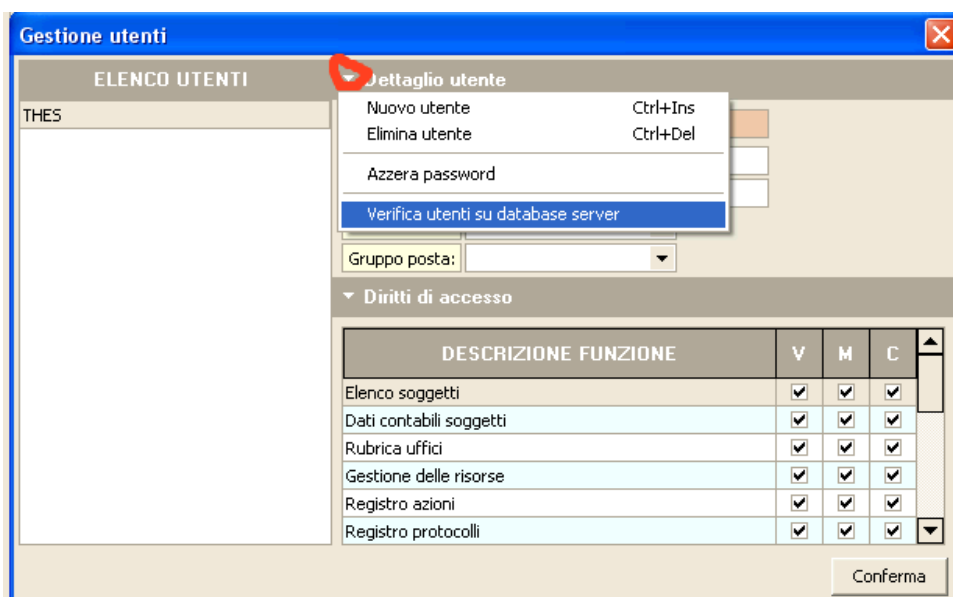 Gestione utenti
ELENCO UTENTI
Dettaglio utente
THES
Nuovo utente Ctrl+Ins
Elimina utente Ctrl+Del
Azzera password
Verifica utenti su database server
Gruppo posta:
Diritti di accesso
DESCRIZIONE FUNZIONE V M C
Elenco soggetti
Dati contabili soggetti
Rubrica uffici
Gestione delle risorse
Registro azioni
Registro protocolli
Conferma